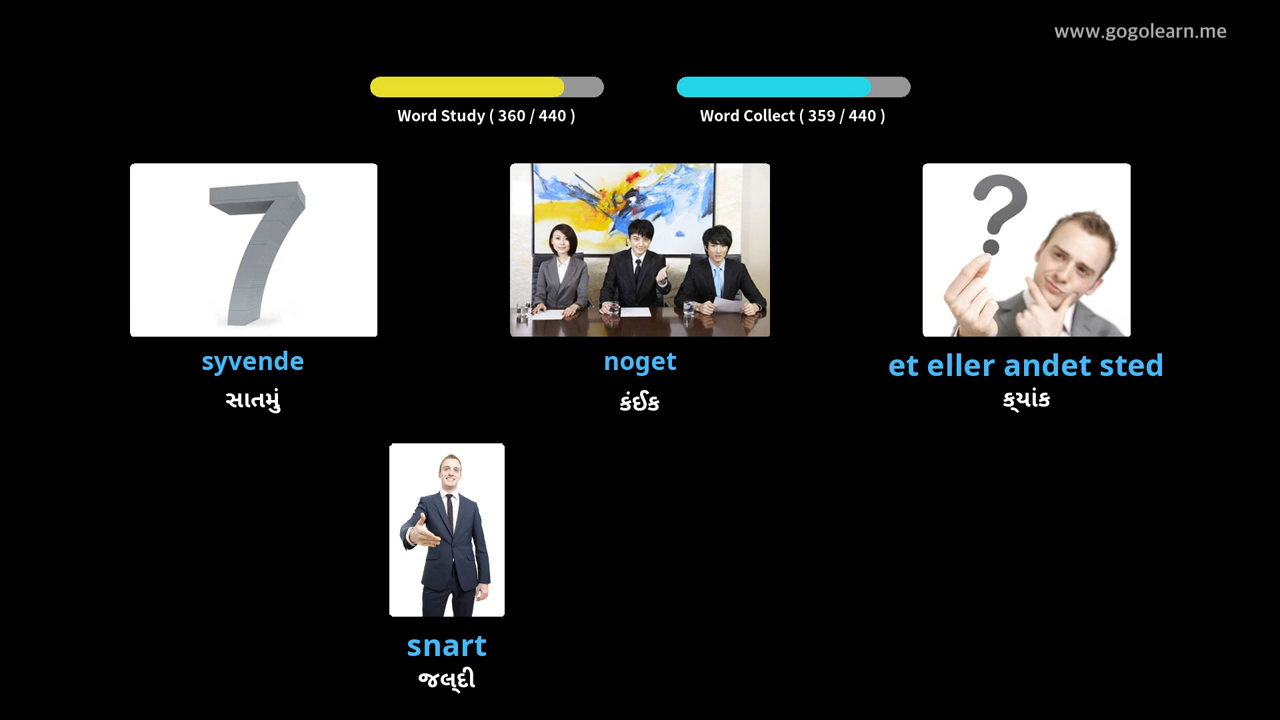 www.gogolearn.me
Word Study ( 360 / 440 )
Word Collect ( 359 / 440 )
7
?
syvende
noget
et eller andet sted
સાતમું
કંઈક
ક્યાંક
snart
જલ્દી